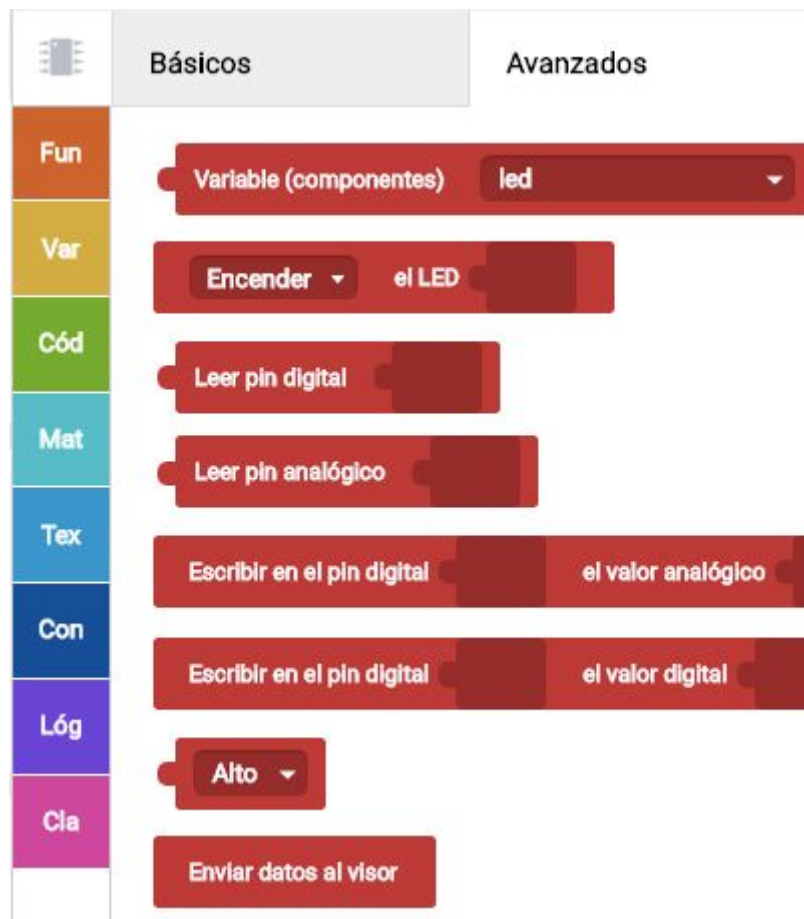 Básicos Avanzados
Fun
Variable (componentes) led
Var
Encender el LED
Cód
Leer pin digital
Mat
Leer pin analógico
Tex
Escribir en el pin digital el valor analógico
Con
Escribir en el pin digital el valor digital
Lóg
Alto
Cla
Enviar datos al visor